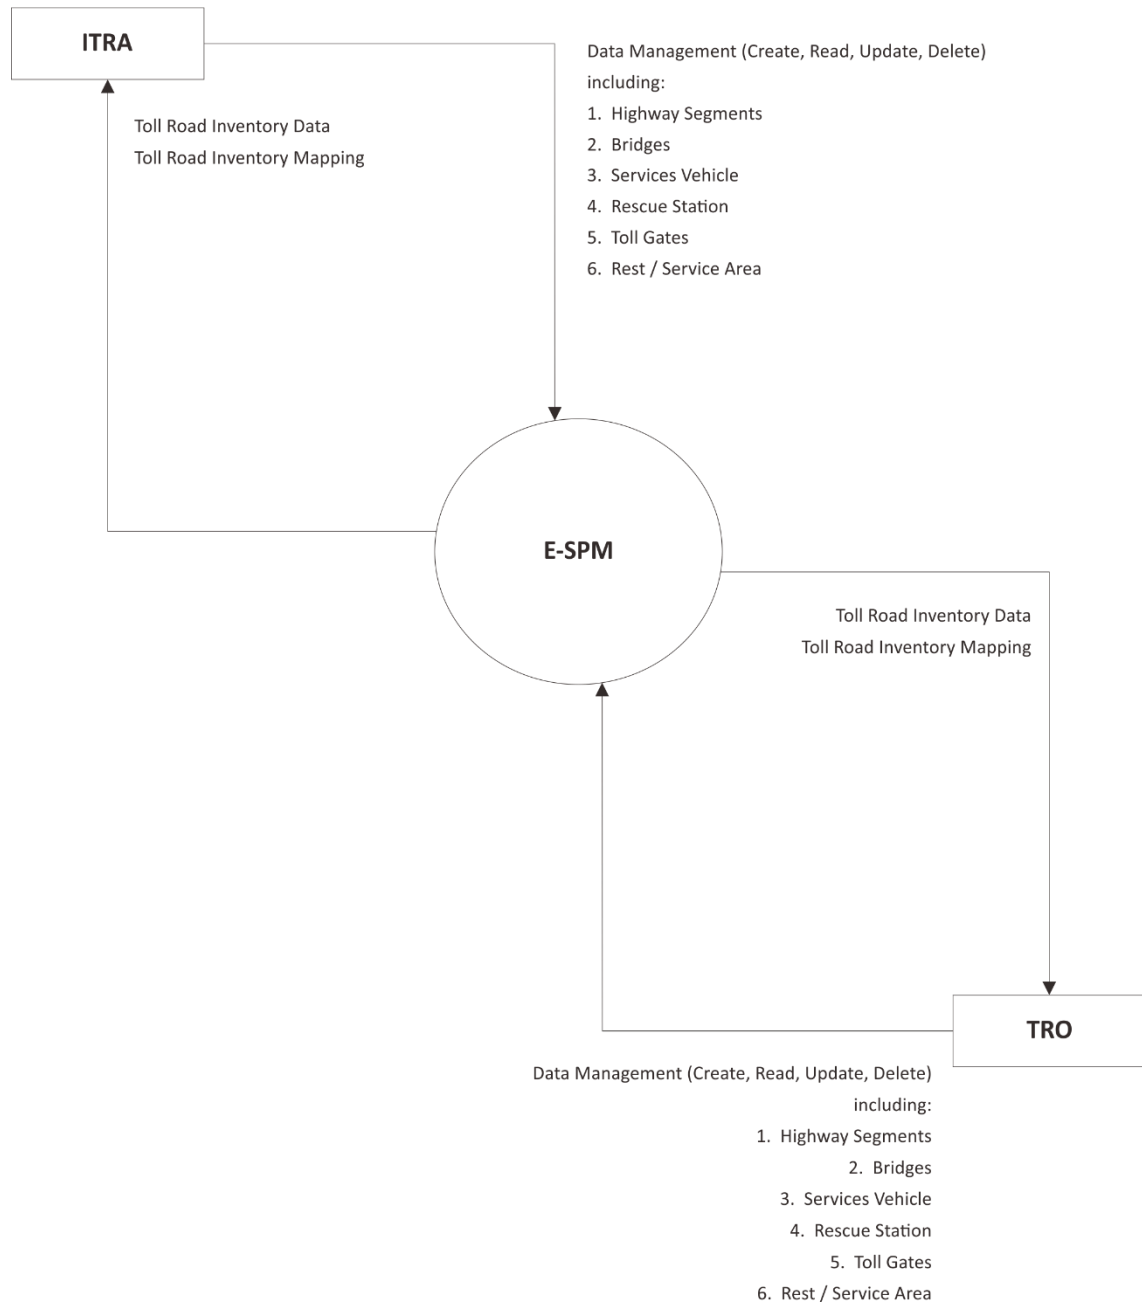 ITRA
Data Management (Create, Read, Update, Delete)
including:
1. Highway Segments
2. Bridges
3. Services Vehicle
4. Rescue Station
5. Toll Gates
6. Rest / Service Area
Toll Road Inventory Data
Toll Road Inventory Mapping
E-SPM
Toll Road Inventory Data
Toll Road Inventory Mapping
TRO
Data Management (Create, Read, Update, Delete)
including:
1. Highway Segments
2. Bridges
3. Services Vehicle
4. Rescue Station
5. Toll Gates
6. Rest / Service Area